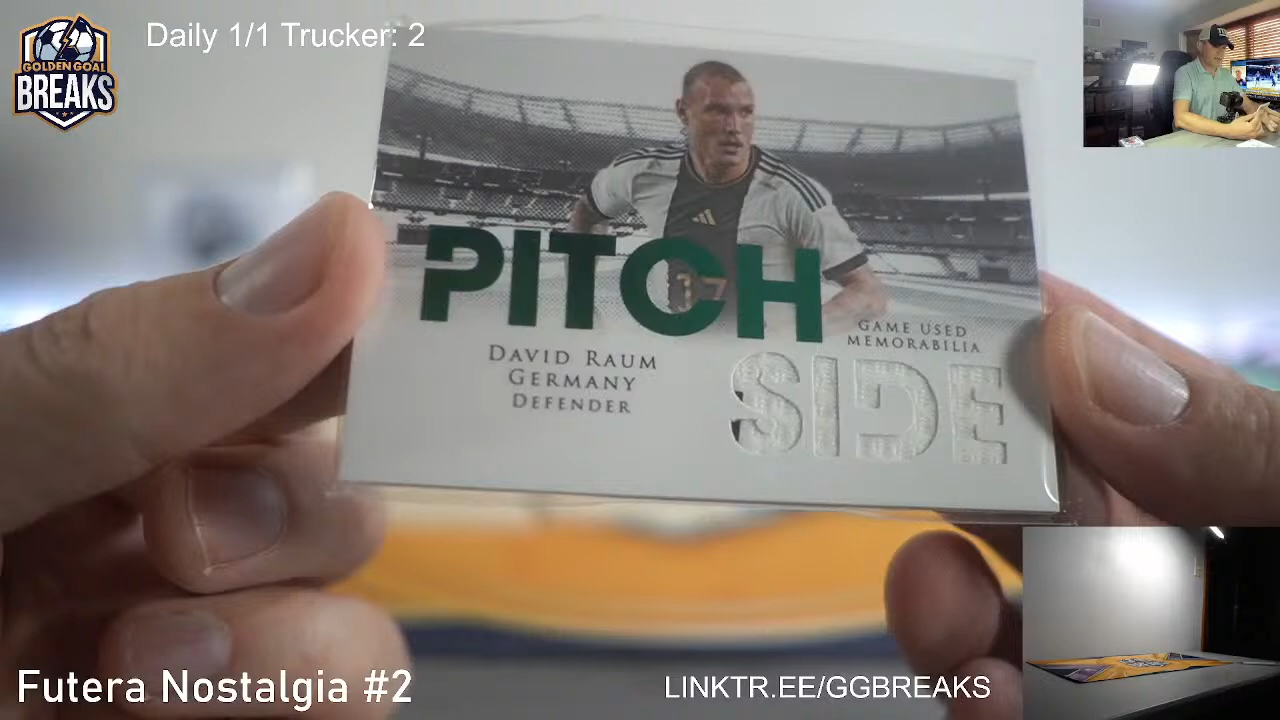 Daily 1/1 Trucker: 2
GOLDEN GOAL
BREAKS
17
PITCH
GAME USED
MEMORABILIA
DAVID RAUM
GERMANY
DEFENDER
SIDE
Futera Nostalgia #2
LINKTR.EE/GGBREAKS